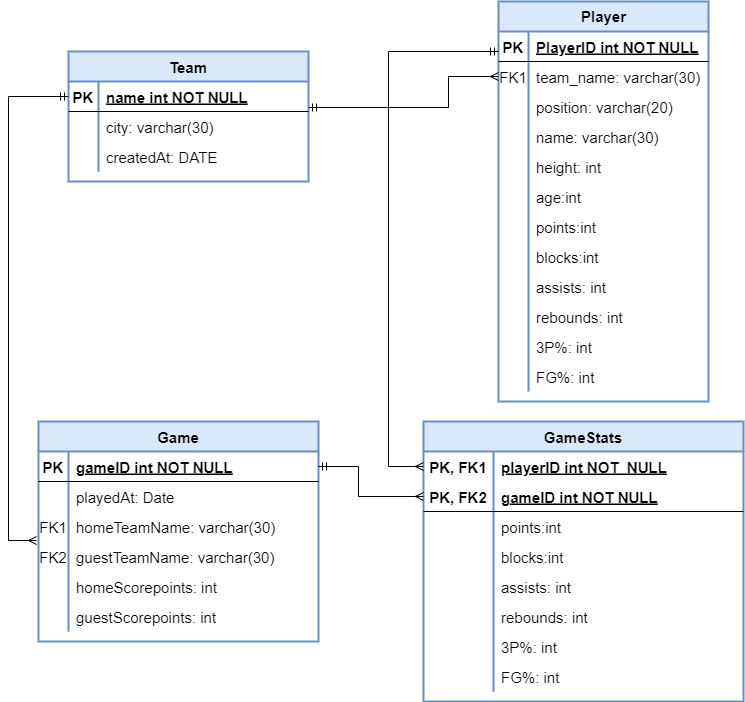 Player
PK PlayerID int NOT NULL
FK1 team_name: varchar(30)
position: varchar(20)
name: varchar(30)
height: int
age:int
points:int
blocks:int
assists: int
rebounds: int
3P%: int
FG%: int
Team
PK name int NOT NULL
city: varchar(30)
createdAt: DATE
Game
PK gameID int NOT NULL
playedAt: Date
FK1 homeTeamName: varchar(30)
FK2 guestTeamName: varchar(30)
homeScorepoints: int
guestScorepoints: int
GameStats
PK, FK1 playerID int NOT NULL
PK, FK2 gameID int NOT NULL
points:int
blocks:int
assists: int
rebounds: int
3P%: int
FG%: int